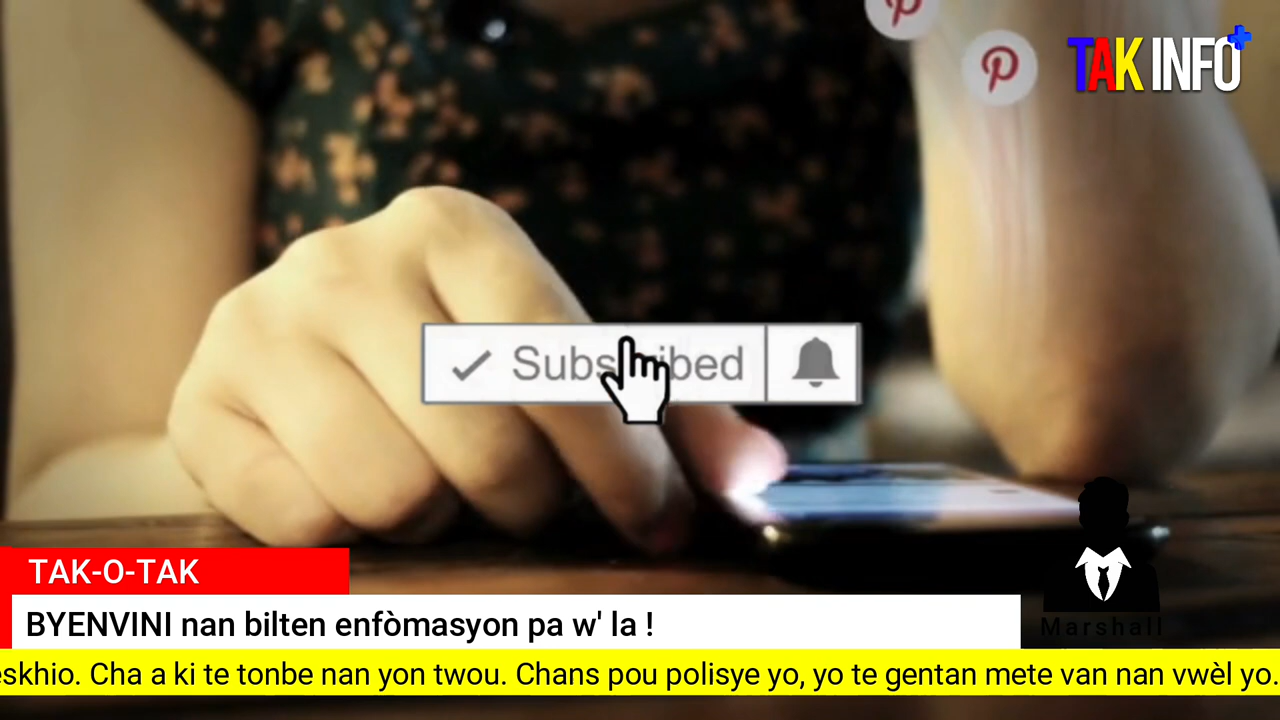 TAK INFO+
Subscribed
TAK-O-TAK
BYENVINI nan bilten enfòmasyon pa w' la !
Marshall
eskhio. Cha a ki te tonbe nan yon twou. Chans pou polisye yo, yo te gentan mete van nan vwèl yo.